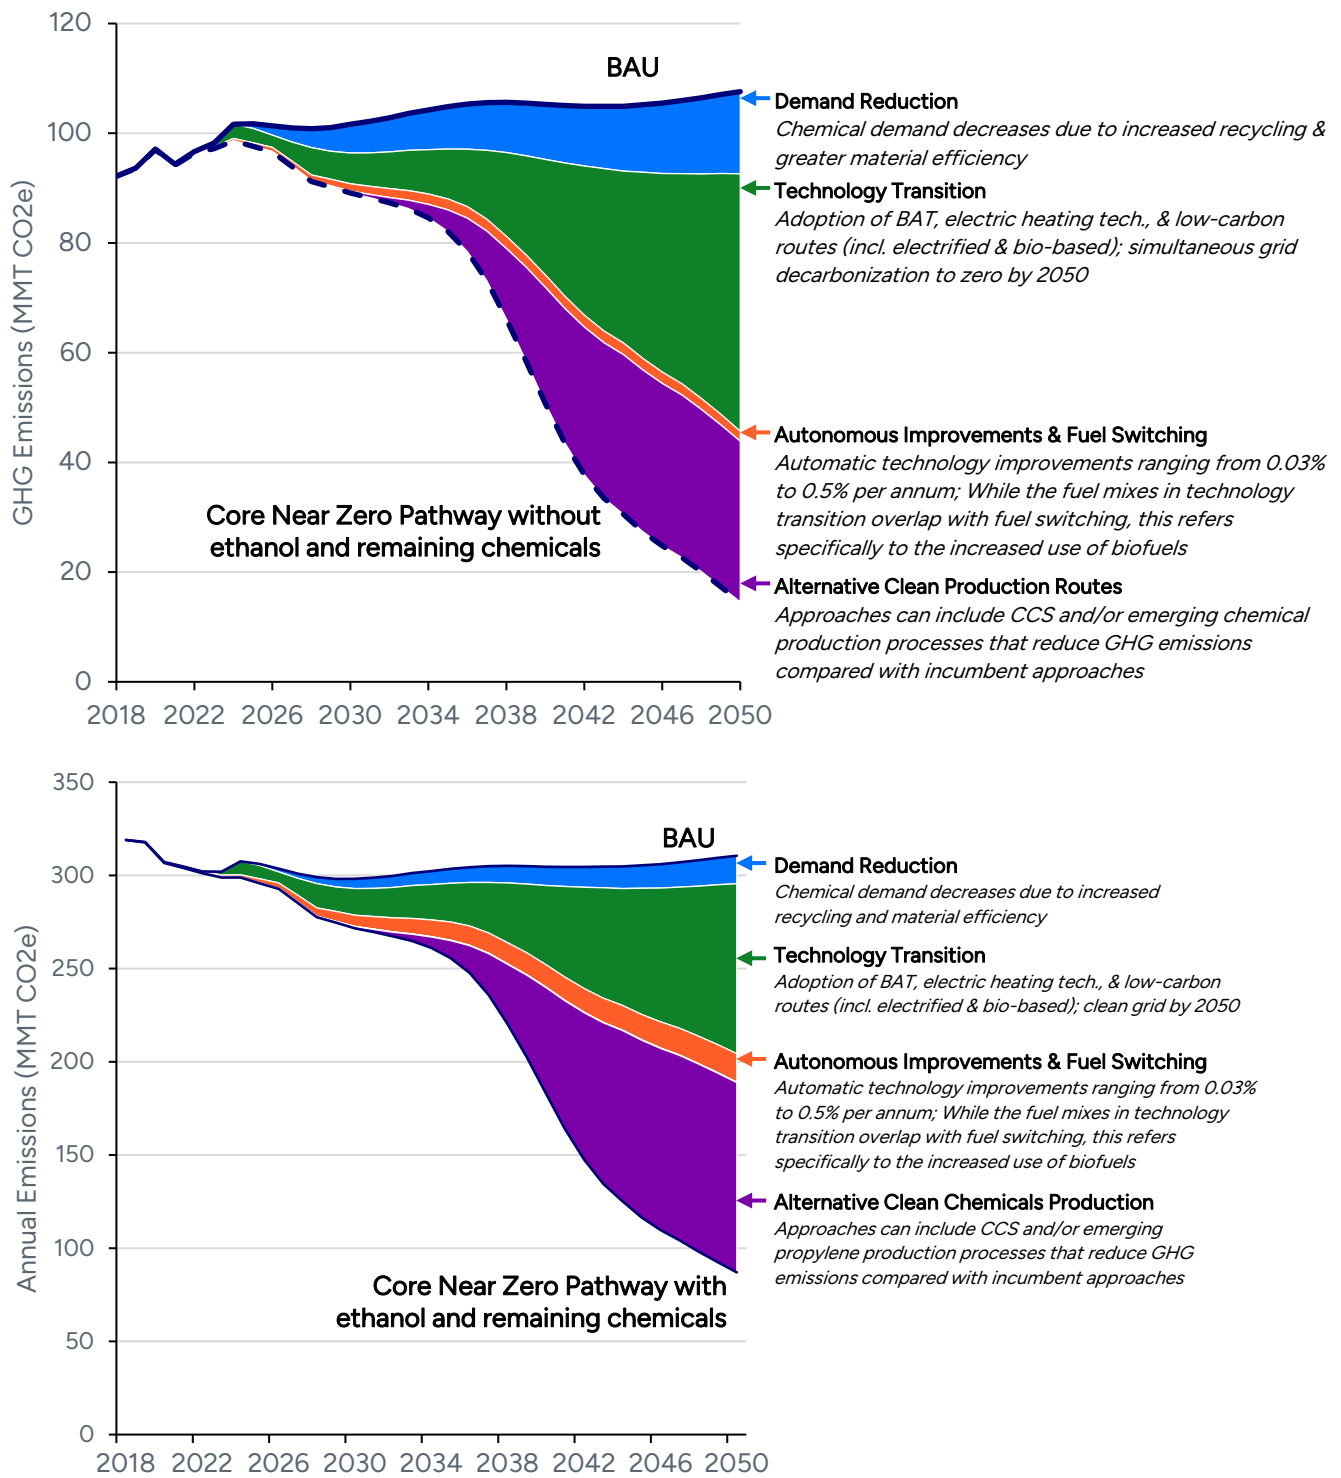 120
100
80
60
40
20
0
GHG Emissions (MMT CO2e)
2018 2022 2026 2030 2034 2038 2042 2046 2050
BAU
Core Near Zero Pathway without
ethanol and remaining chemicals
Demand Reduction
Chemical demand decreases due to increased recycling &
greater material efficiency
Technology Transition
Adoption of BAT, electric heating tech., & low-carbon
routes (incl. electrified & bio-based); simultaneous grid
decarbonization to zero by 2050
Autonomous Improvements & Fuel Switching
Automatic technology improvements ranging from 0.03%
to 0.5% per annum; While the fuel mixes in technology
transition overlap with fuel switching, this refers
specifically to the increased use of biofuels
Alternative Clean Production Routes
Approaches can include CCS and/or emerging chemical
production processes that reduce GHG emissions
compared with incumbent approaches
350
300
250
200
150
100
50
0
Annual Emissions (MMT CO2e)
2018 2022 2026 2030 2034 2038 2042 2046 2050
BAU
Core Near Zero Pathway with
ethanol and remaining chemicals
Demand Reduction
Chemical demand decreases due to increased
recycling and material efficiency
Technology Transition
Adoption of BAT, electric heating tech., & low-carbon
routes (incl. electrified & bio-based); clean grid by 2050
Autonomous Improvements & Fuel Switching
Automatic technology improvements ranging from 0.03%
to 0.5% per annum; While the fuel mixes in technology
transition overlap with fuel switching, this refers
specifically to the increased use of biofuels
Alternative Clean Chemicals Production
Approaches can include CCS and/or emerging
propylene production processes that reduce GHG
emissions compared with incumbent approaches